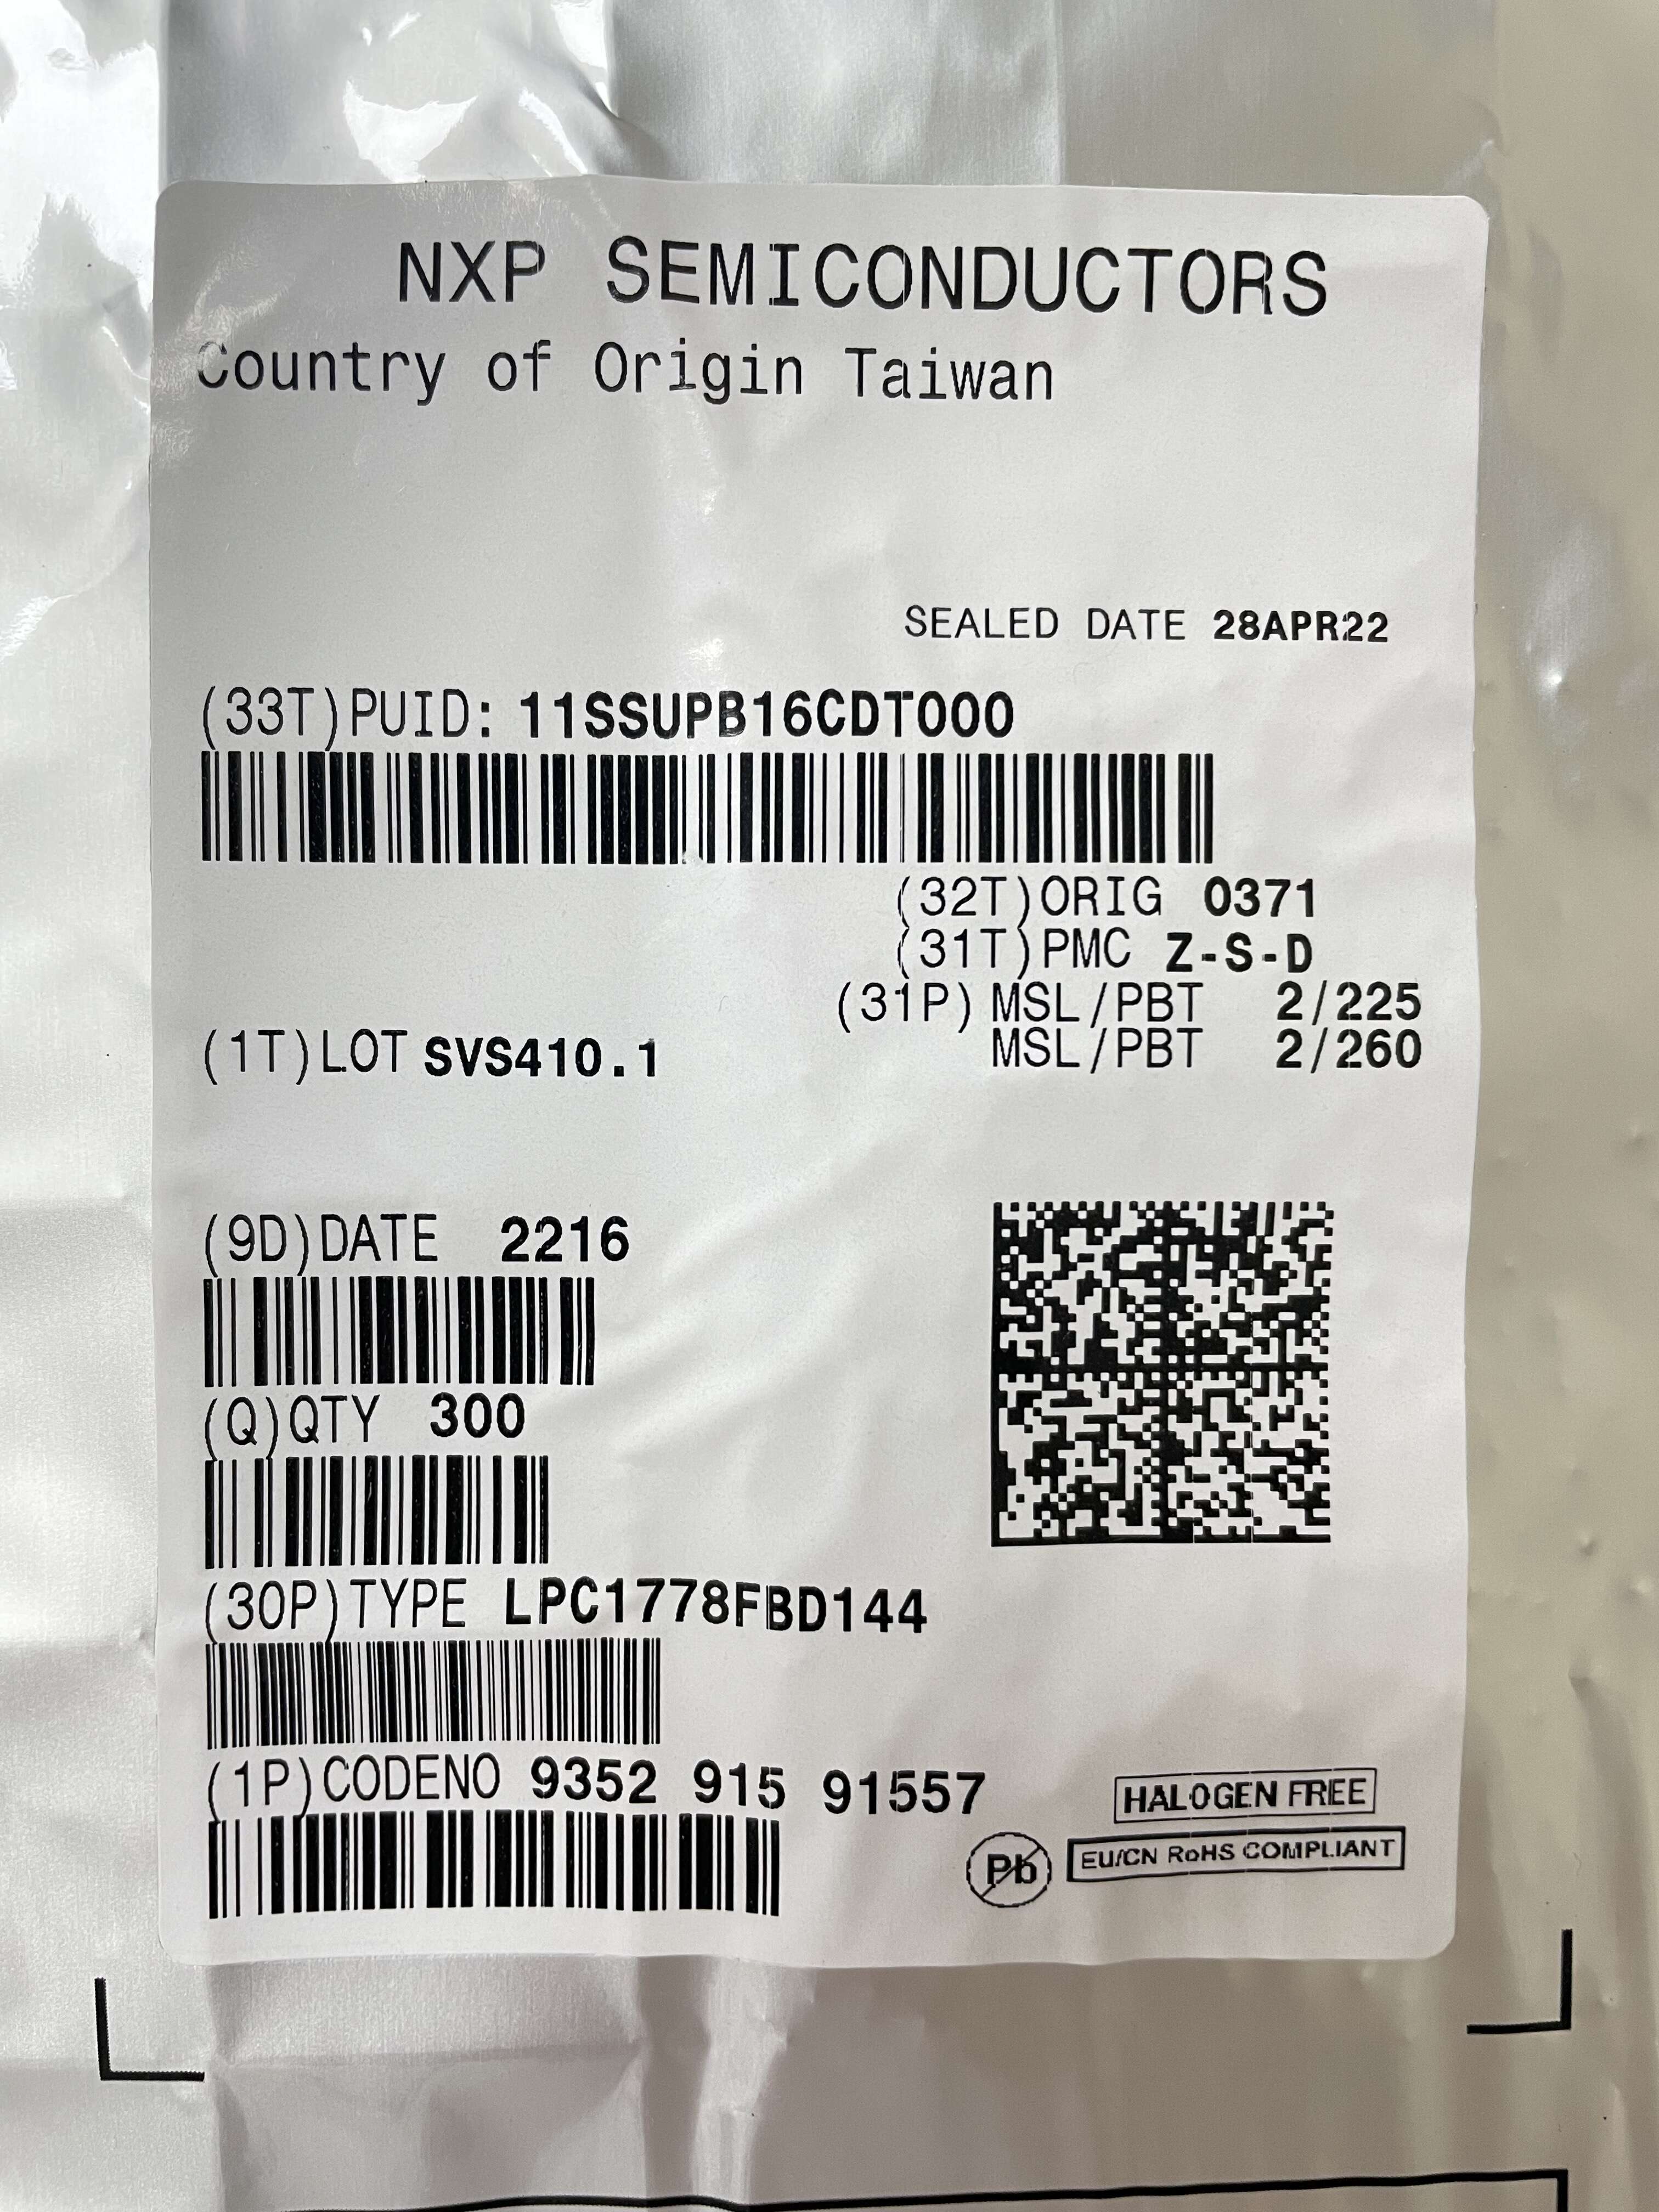 NXP SEMICONDUCTORS
Country of Origin Taiwan
SEALED DATE 28APR22
(33T)PUID: 11SSUPB16CDT000
(32T)ORIG 0371
(31T)PMC Z-S-D
(31P) MSL/PBT 2/225
(1T)LOT SVS410.1 MSL/PBT 2/260
(9D)DATE 2216
(Q)QTY 300
(30P)TYPE LPC1778FBD144
(1P)CODENO 9352 915 91557
HALOGEN FREE
Pb
EU/CN RoHS COMPLIANT